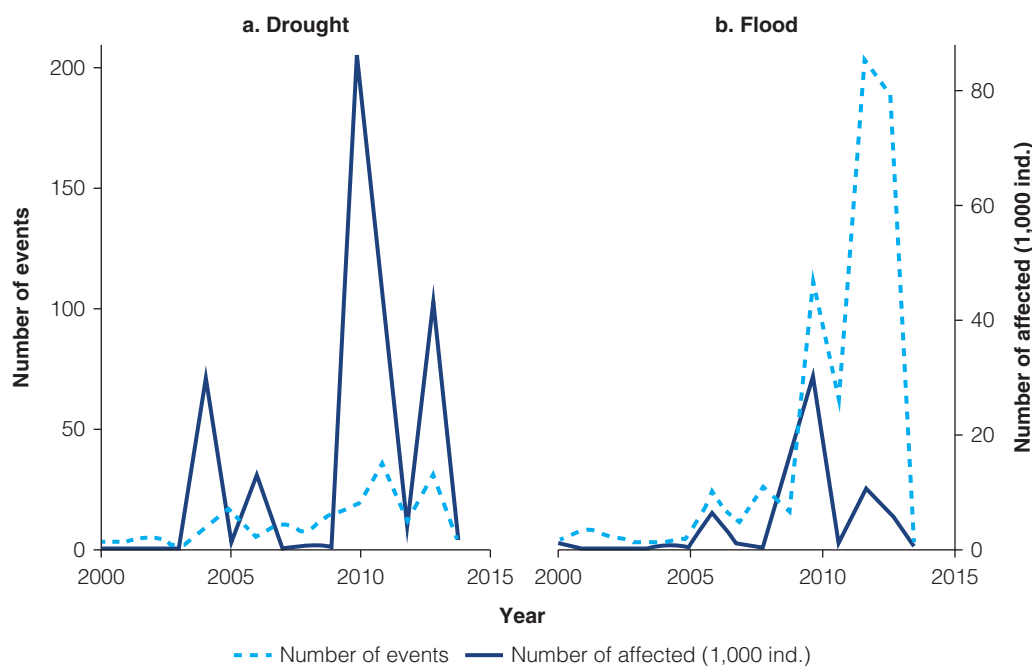 a. Drought
b. Flood
Number of events
200
150
100
50
0
2000
2005
2010
2015
2000
2005
2010
2015
80
60
40
20
0
Number of affected (1,000 ind.)
Year
Number of events
Number of affected (1,000 ind.)